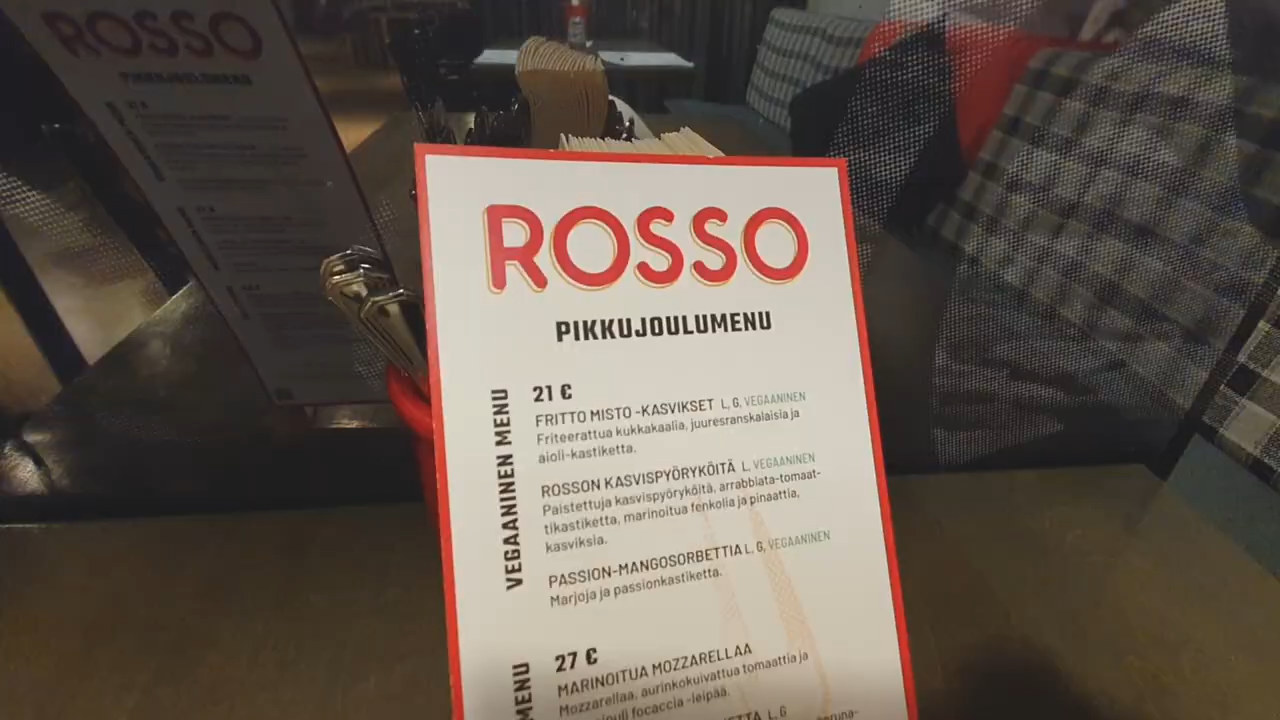 ROSSO
PIKKUJOULUMENU
VEGAANINEN MENU
21 €
FRITTO MISTO -KASVIKSET L, G, VEGAANINEN
Friteerattua kukkakaalia, juuresranskalaisia ja
aioli-kastiketta.
ROSSON KASVISPYÖRYKÖITÄ L, VEGAANINEN
Paistettuja kasvispyöryköitä, arrabbiata-tomaat-
tikastiketta, marinoitua fenkolia ja pinaattia,
kasviksia.
PASSION-MANGOSORBETTIA L, G, VEGAANINEN
Marjoja ja passionkastiketta.
MENU
27 €
MARINOITUA MOZZARELLAA
Mozzarellaa, aurinkokuivattua tomaattia ja
focaccia -leipää.
L, G
ROSSO
PIKKUJOULUMENU